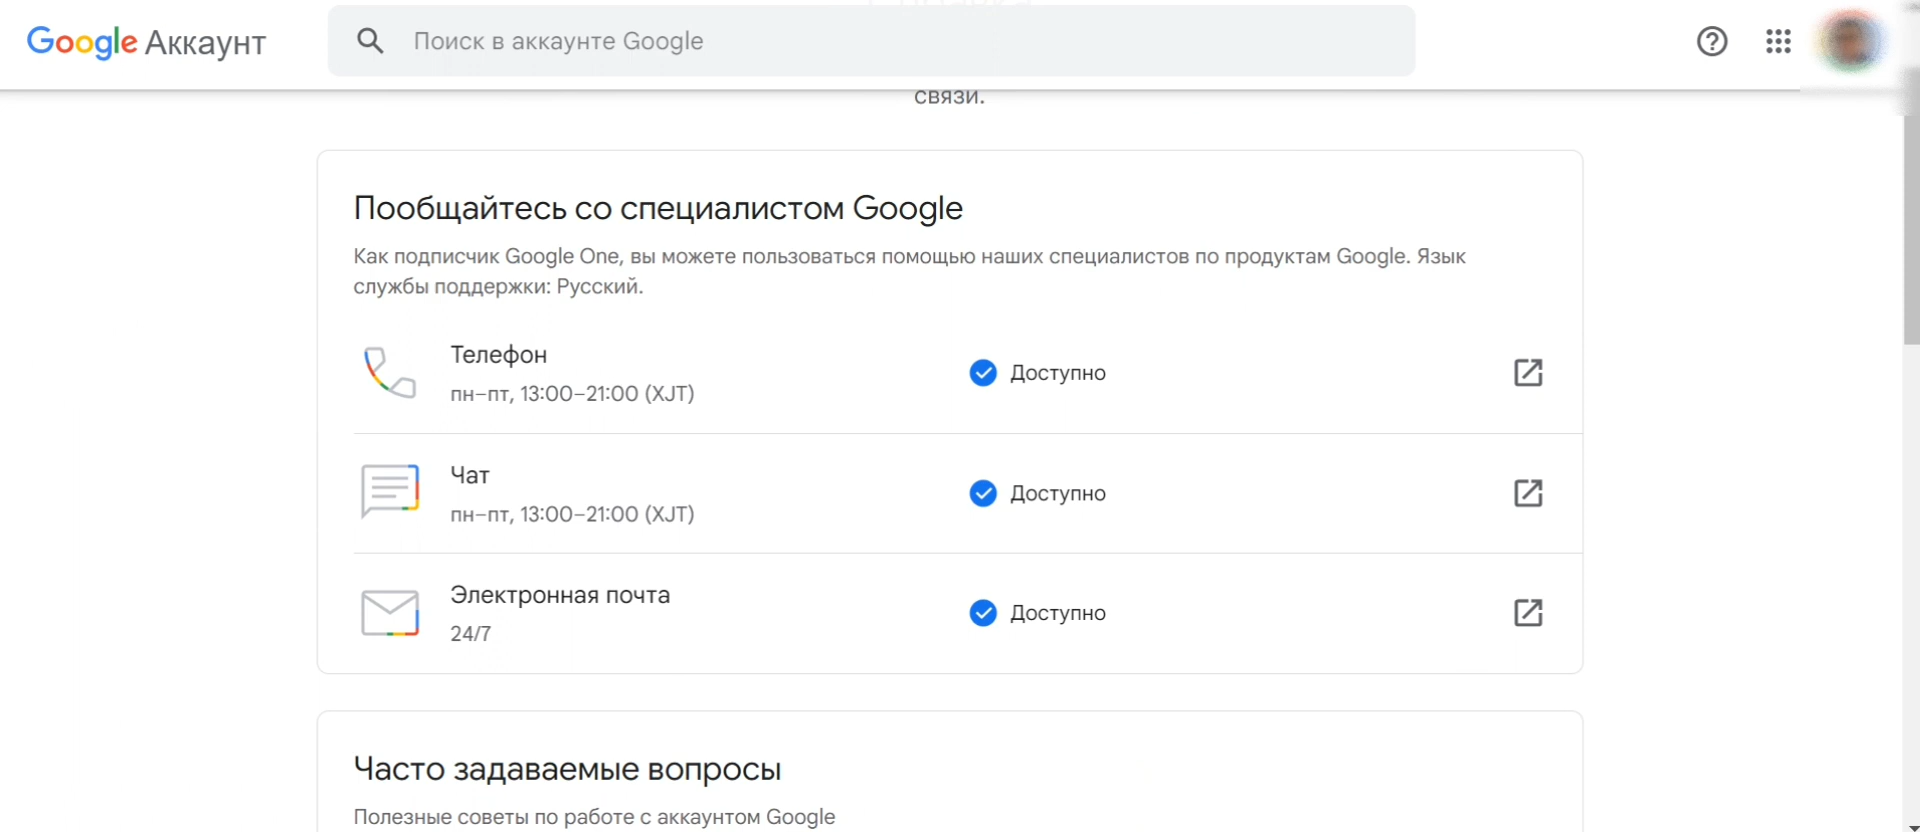 Google Аккаунт
Поиск в аккаунте Google
связи.
Пообщайтесь со специалистом Google
Как подписчик Google One, вы можете пользоваться помощью наших специалистов по продуктам Google. Язык
службы поддержки: Русский.
Телефон
пн–пт, 13:00–21:00 (XJT)
Доступно
Чат
пн–пт, 13:00–21:00 (XJT)
Доступно
Электронная почта
24/7
Доступно
Часто задаваемые вопросы
Полезные советы по работе с аккаунтом Google